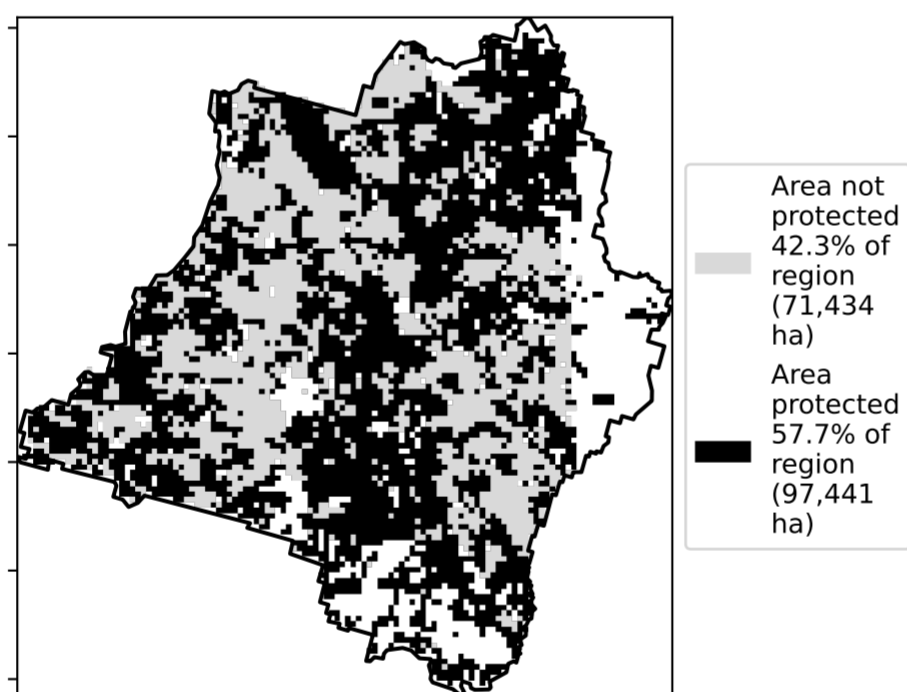 Area not
protected
42.3% of
region
(71,434
ha)
Area
protected
57.7% of
region
(97,441
ha)